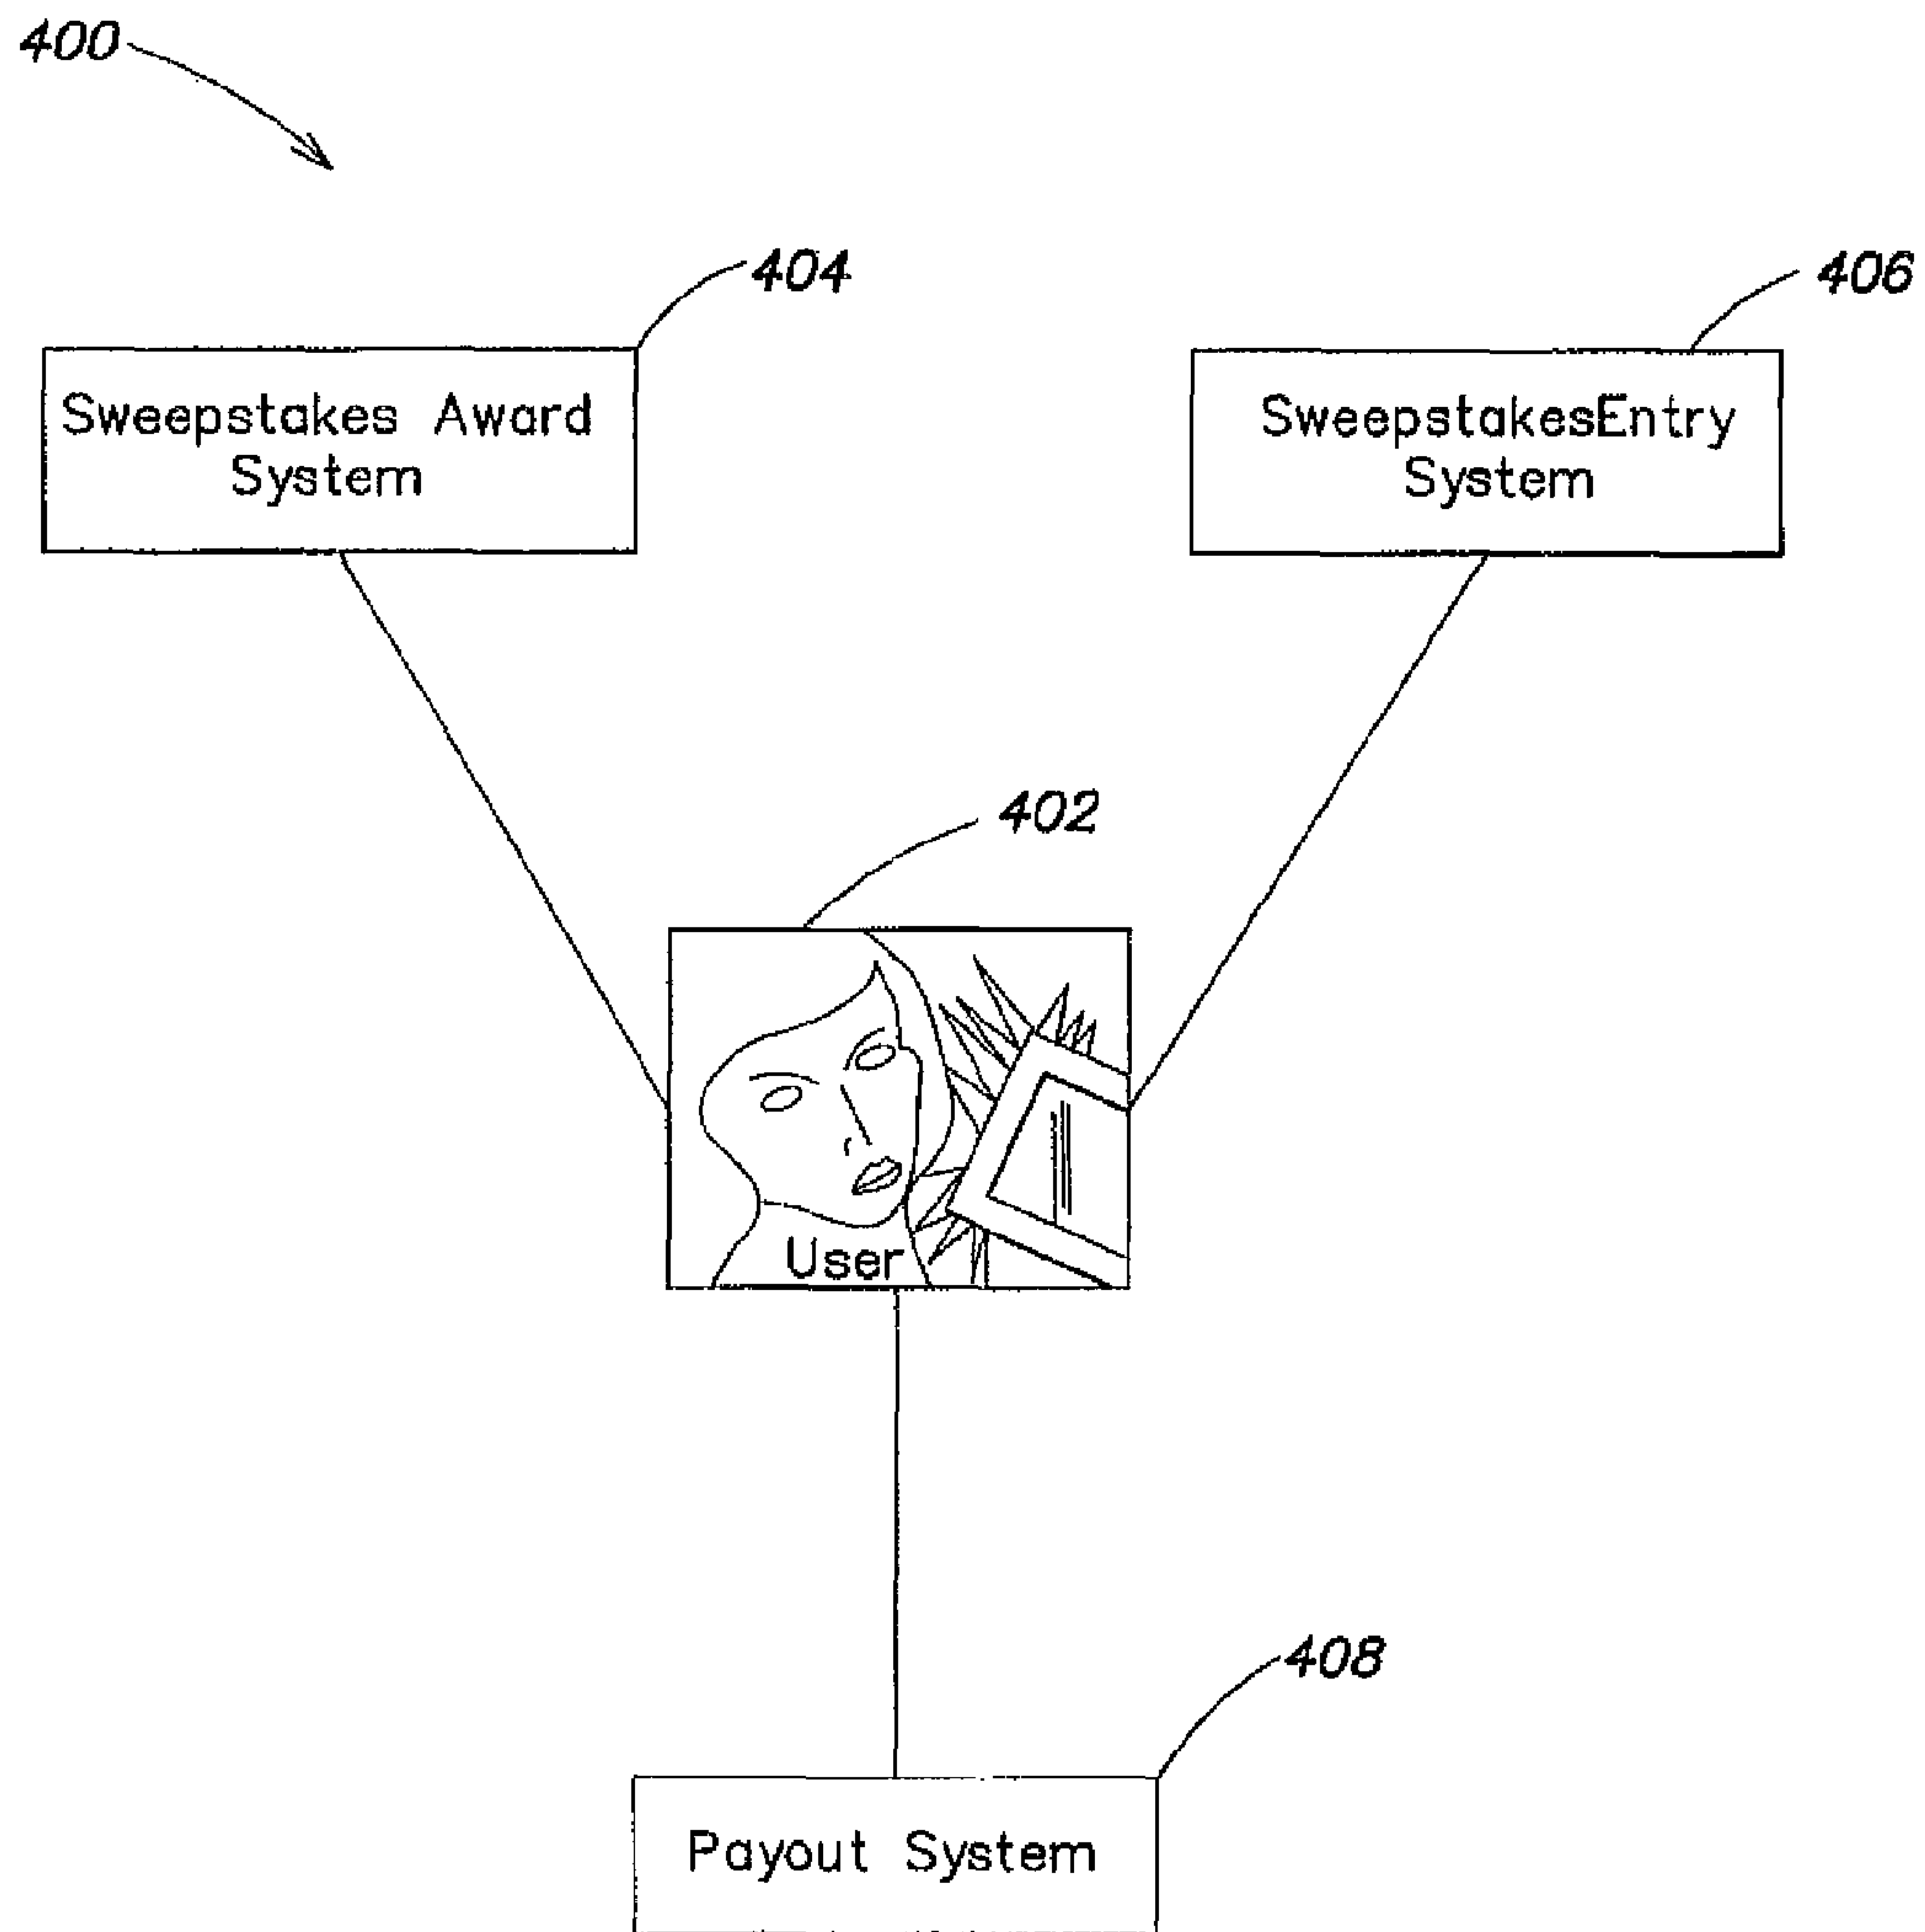 400
404
406
Sweepstakes Award
System
SweepstakesEntry
System
402
User
408
Payout System